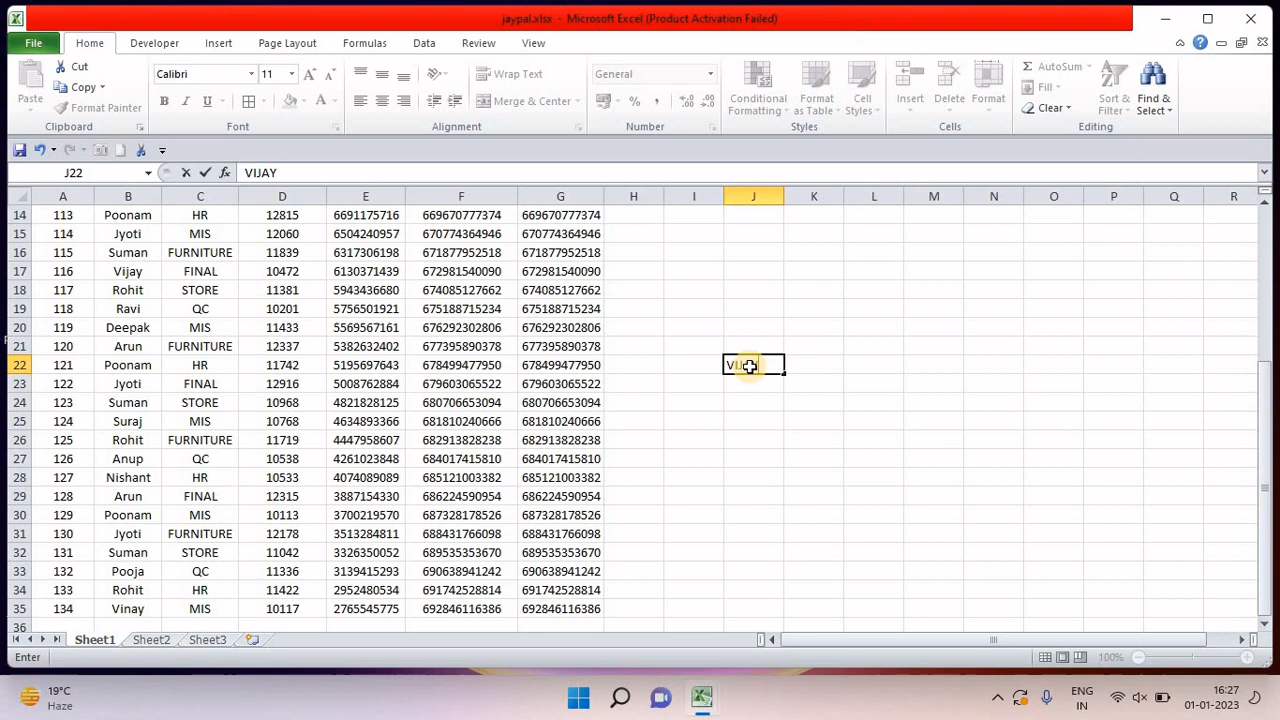 jaypal.xlsx - Microsoft Excel (Product Activation Failed)
File Home Developer Insert Page Layout Formulas Data Review View
Paste Cut Copy Format Painter Clipboard
Calibri 11 B I U A Font
Wrap Text Merge & Center Alignment
General % , Number
Conditional Formatting Format as Table Cell Styles Styles
Insert Delete Format Cells
AutoSum Fill Clear Sort & Filter Find & Select Editing
J22 fx VIJAY
A B C D E F G H I J K L M N O P Q R
14 113 Poonam HR 12815 6691175716 669670777374 669670777374
15 114 Jyoti MIS 12060 6504240957 670774364946 670774364946
16 115 Suman FURNITURE 11839 6317306198 671877952518 671877952518
17 116 Vijay FINAL 10472 6130371439 672981540090 672981540090
18 117 Rohit STORE 11381 5943436680 674085127662 674085127662
19 118 Ravi QC 10201 5756501921 675188715234 675188715234
20 119 Deepak MIS 11433 5569567161 676292302806 676292302806
21 120 Arun FURNITURE 12337 5382632402 677395890378 677395890378
22 121 Poonam HR 11742 5195697643 678499477950 678499477950
23 122 Jyoti FINAL 12916 5008762884 679603065522 679603065522
24 123 Suman STORE 10968 4821828125 680706653094 680706653094
25 124 Suraj MIS 10768 4634893366 681810240666 681810240666
26 125 Rohit FURNITURE 11719 4447958607 682913828238 682913828238
27 126 Anup QC 10538 4261023848 684017415810 684017415810
28 127 Nishant HR 10533 4074089089 685121003382 685121003382
29 128 Arun FINAL 12315 3887154330 686224590954 686224590954
30 129 Poonam MIS 10113 3700219570 687328178526 687328178526
31 130 Jyoti FURNITURE 12178 3513284811 688431766098 688431766098
32 131 Suman STORE 11042 3326350052 689535353670 689535353670
33 132 Pooja QC 11336 3139415293 690638941242 690638941242
34 133 Rohit HR 11422 2952480534 691742528814 691742528814
35 134 Vinay MIS 10117 2765545775 692846116386 692846116386
36
Sheet1 Sheet2 Sheet3
Enter 100%
19°C
Haze
ENG
IN
16:27
01-01-2023